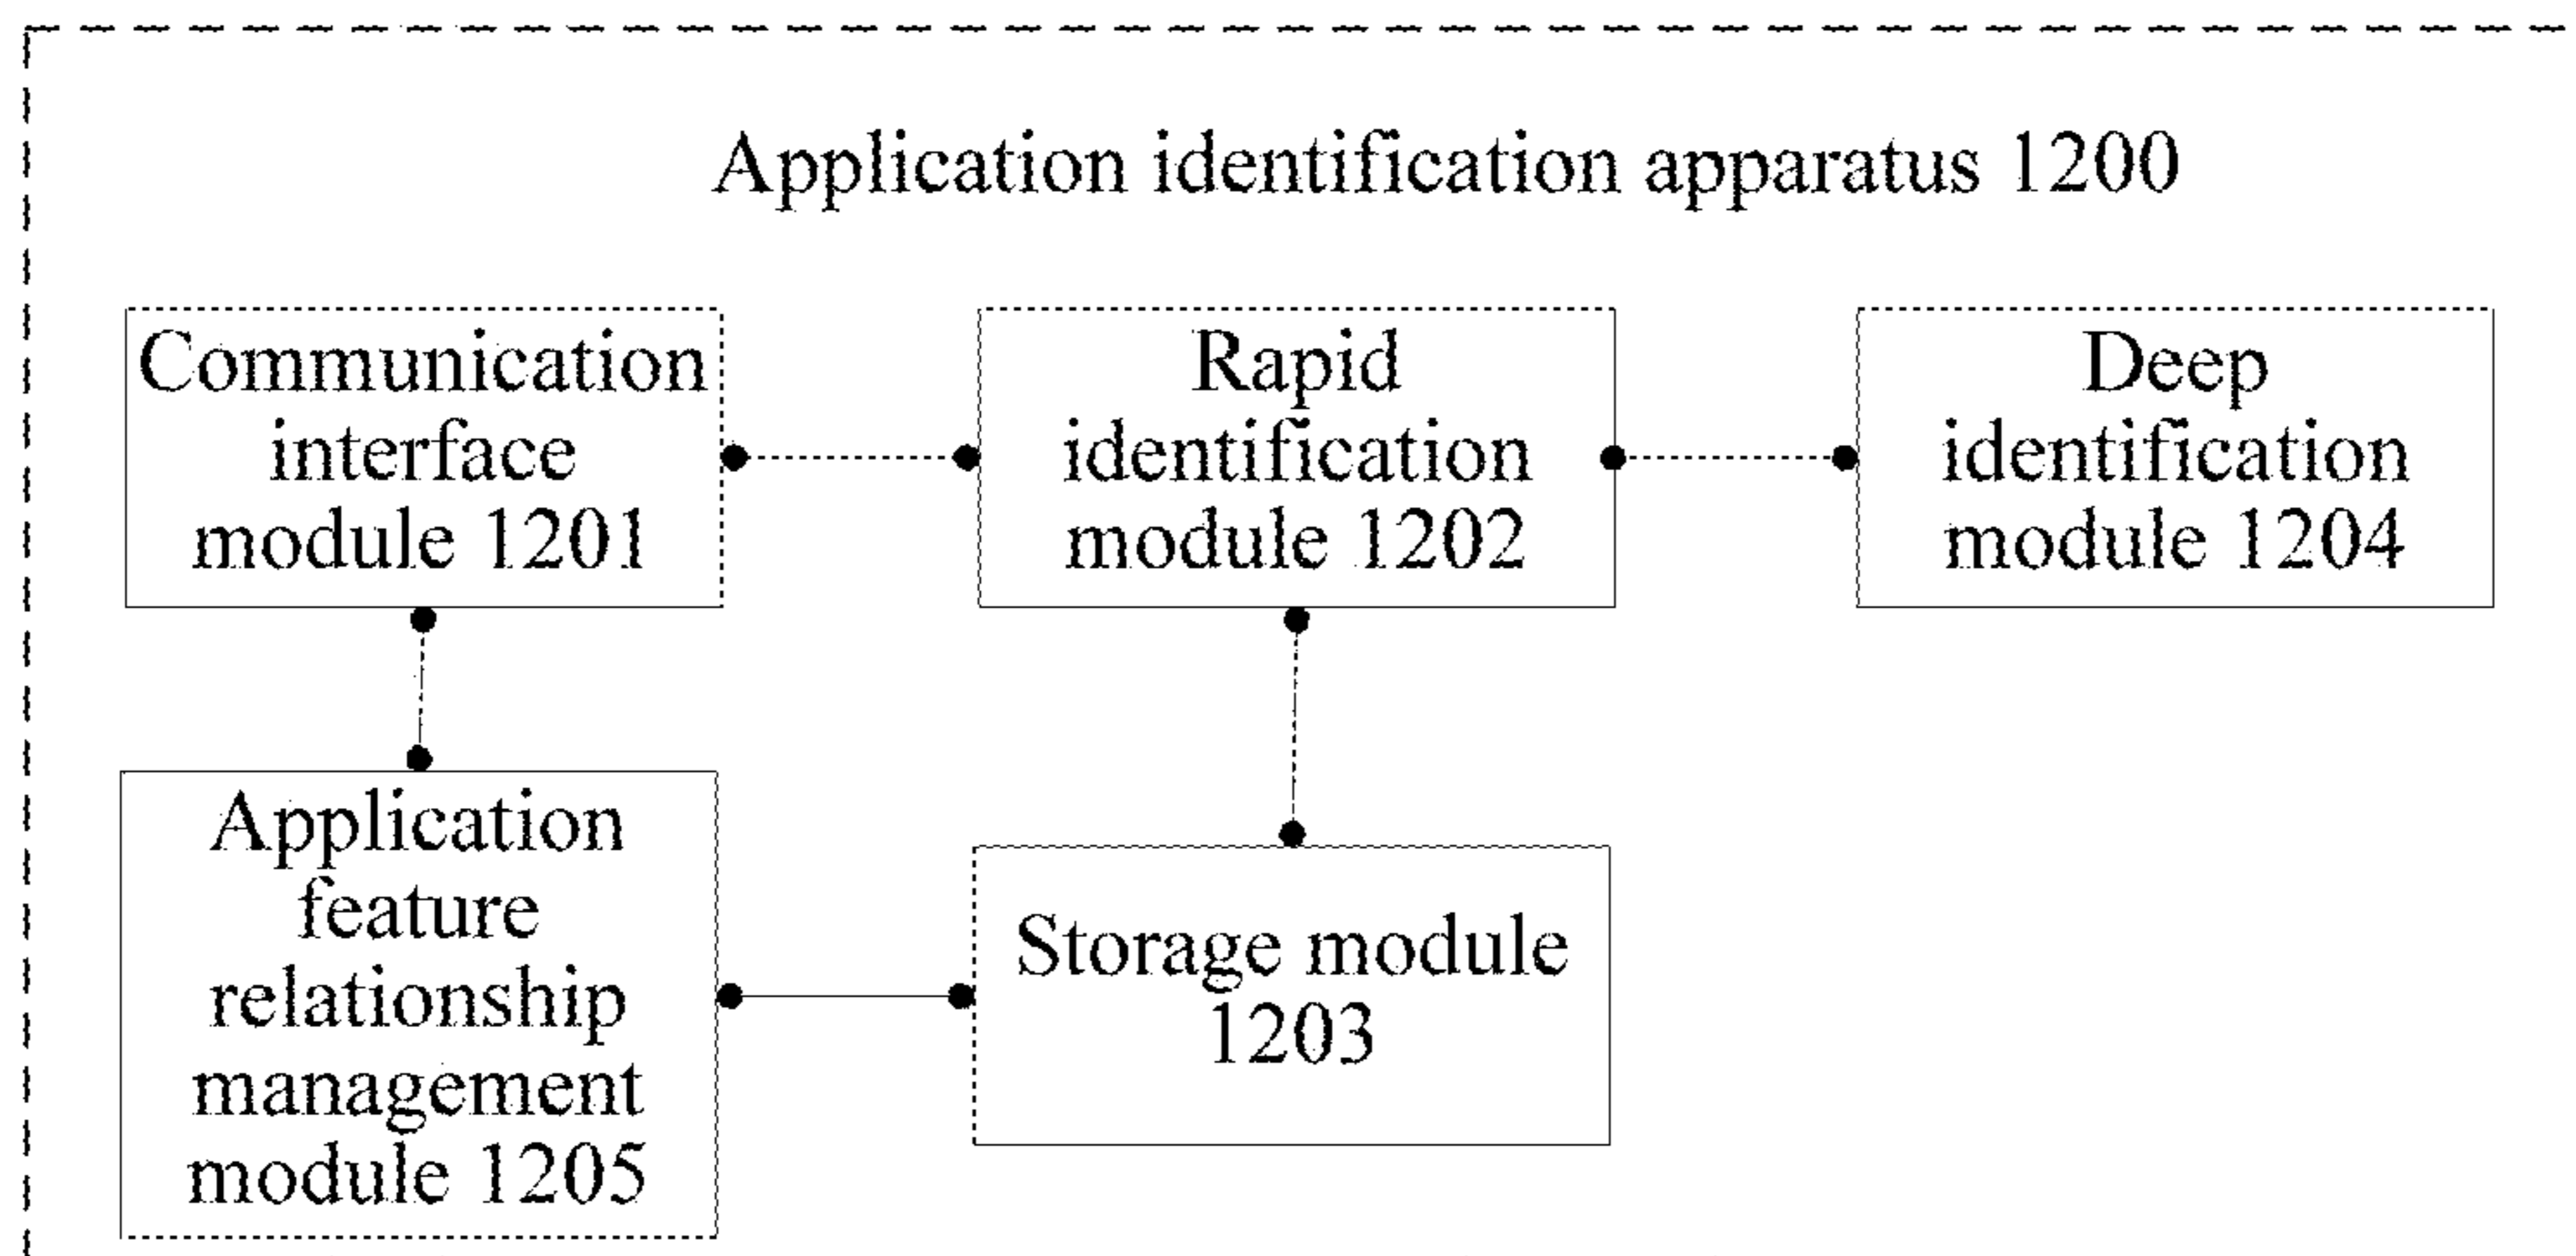 Application identification apparatus 1200
Communication
interface
module 1201
Rapid
identification
module 1202
Deep
identification
module 1204
Application
feature
relationship
management
module 1205
Storage module
1203